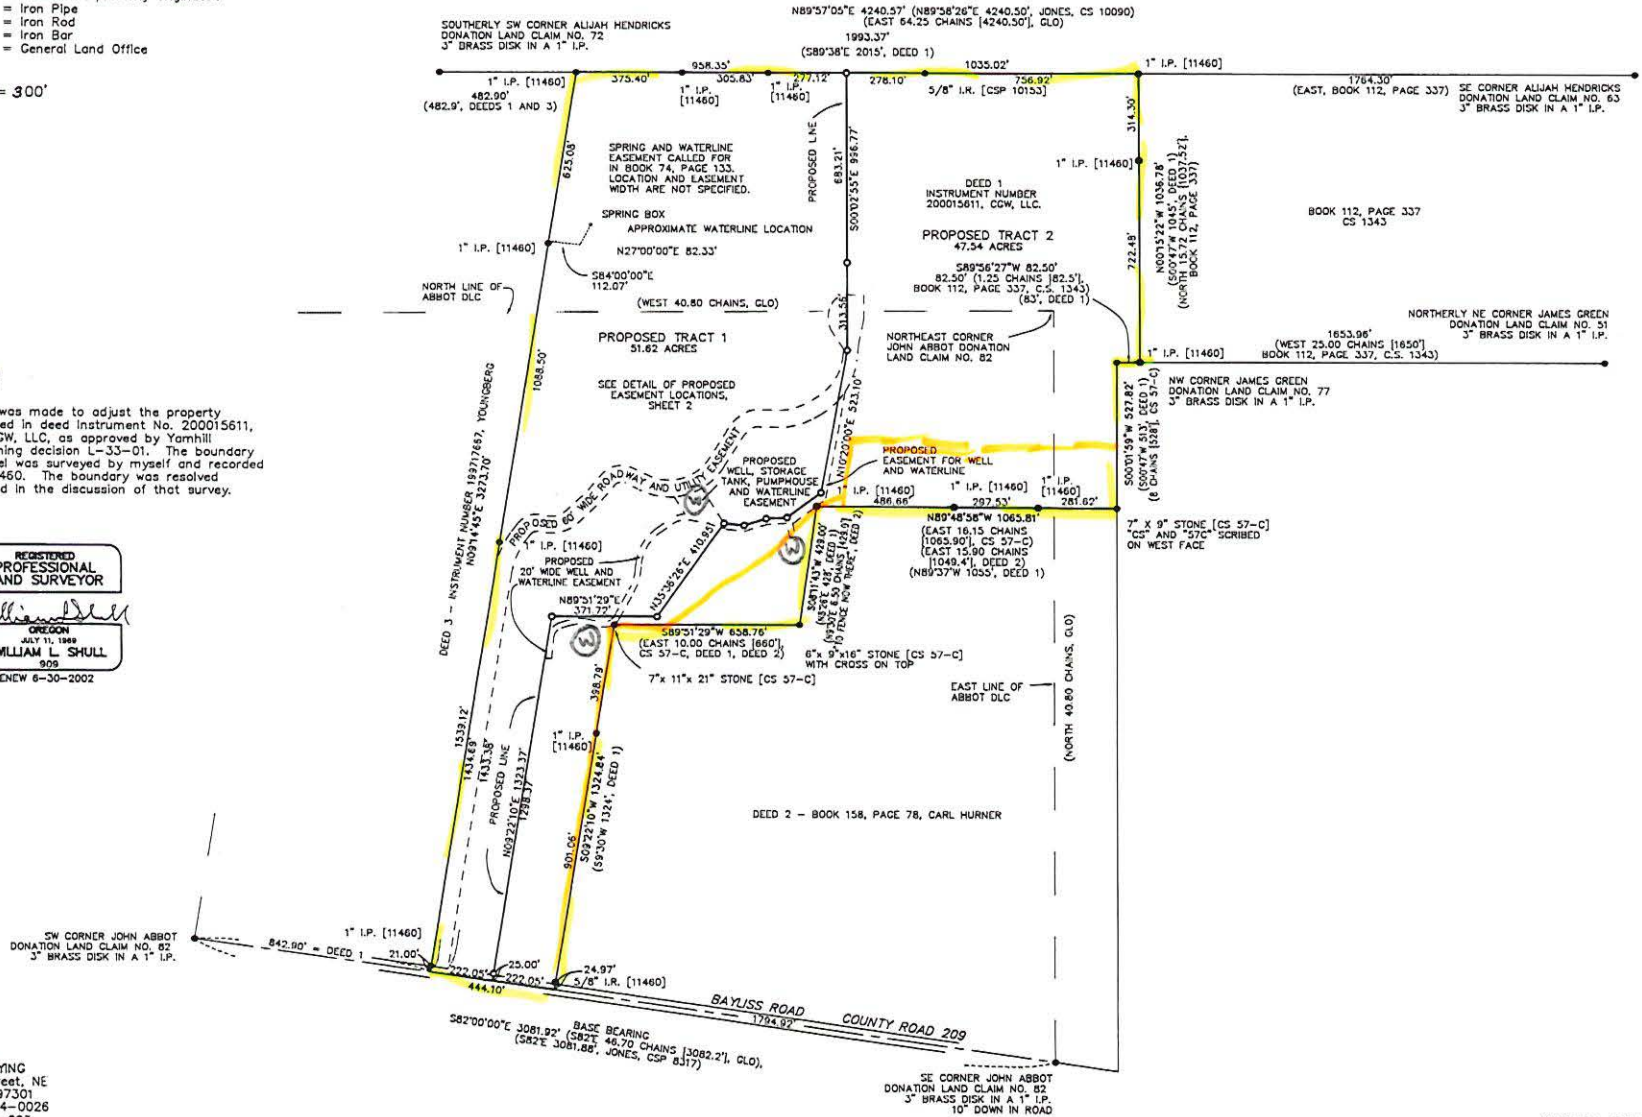 = Iron Pipe
= Iron Rod
= Iron Bar
= General Land Office
= 300'
SOUTHERLY SW CORNER ALIJAH HENDRICKS
DONATION LAND CLAIM NO. 72
3" BRASS DISK IN A 1" I.P.
N89°57'05"E 4240.57' (N89°58'26"E 4240.50', JONES, CS 10090)
(EAST 64.25 CHAINS [4240.50'], GLO)
1993.37'
(S89°38'E 2015', DEED 1)
958.35'
1035.02'
1" I.P. [11460]
1" I.P. [11460]
375.40'
305.83'
277.12'
278.10'
756.92'
1764.30'
482.90'
(482.9', DEEDS 1 AND 3)
1" I.P.
[11460]
1" I.P.
[11460]
5/8" I.R. [CSP 10153]
(EAST, BOOK 112, PAGE 337)
SE CORNER ALIJAH HENDRICKS
DONATION LAND CLAIM NO. 63
3" BRASS DISK IN A 1" I.P.
625.08'
SPRING AND WATERLINE
EASEMENT CALLED FOR
IN BOOK 74, PAGE 133.
LOCATION AND EASEMENT
WIDTH ARE NOT SPECIFIED.
PROPOSED LINE
683.21'
S00°02'55"E 996.77'
314.30'
1" I.P. [11460]
722.48'
N00°15'22"W 1036.78'
(S00°47'W 1045', DEED 1)
(NORTH 15.72 CHAINS [1037.52'],
BOOK 112, PAGE 337)
DEED 1
INSTRUMENT NUMBER
200015611, CGW, LLC.
BOOK 112, PAGE 337
CS 1343
SPRING BOX
APPROXIMATE WATERLINE LOCATION
1" I.P. [11460]
N27°00'00"E 82.33'
S84°00'00"E
112.07'
PROPOSED TRACT 2
47.54 ACRES
S89°56'27"W 82.50'
82.50' (1.25 CHAINS [82.5'],
BOOK 112, PAGE 337, C.S. 1343)
(83', DEED 1)
NORTH LINE OF
ABBOT DLC
(WEST 40.80 CHAINS, GLO)
313.56'
NORTHEAST CORNER
JOHN ABBOT DONATION
LAND CLAIM NO. 82
NORTHERLY NE CORNER JAMES GREEN
DONATION LAND CLAIM NO. 51
3" BRASS DISK IN A 1" I.P.
1653.96'
(WEST 25.00 CHAINS [1650']
BOOK 112, PAGE 337, C.S. 1343)
1" I.P. [11460]
PROPOSED TRACT 1
51.62 ACRES
1088.50'
SEE DETAIL OF PROPOSED
EASEMENT LOCATIONS,
SHEET 2
NW CORNER JAMES GREEN
DONATION LAND CLAIM NO. 77
3" BRASS DISK IN A 1" I.P.
S00°01'59"W 527.82'
(S00°47'W 513', DEED 1)
(8 CHAINS [528'], CS 57-C)
was made to adjust the property
ed in deed Instrument No. 200015611,
GW, LLC, as approved by Yamhill
ning decision L-33-01. The boundary
el was surveyed by myself and recorded
460. The boundary was resolved
d in the discussion of that survey.
DEED 3 - INSTRUMENT NUMBER 199717667, YOUNGBERG
N09°14'45"E 3273.70'
PROPOSED 60' WIDE ROADWAY AND UTILITY EASEMENT
N10°20'00"E 523.10'
PROPOSED
EASEMENT FOR WELL
AND WATERLINE
PROPOSED
WELL, STORAGE
TANK, PUMPHOUSE
AND WATERLINE
EASEMENT
W
1" I.P. [11460]
486.66'
1" I.P. [11460]
297.53'
1" I.P.
[11460]
281.62'
N89°48'58"W 1065.81'
(EAST 16.15 CHAINS
[1065.90'], CS 57-C)
(EAST 15.90 CHAINS
[1049.4'], DEED 2)
(N89°37'W 1055', DEED 1)
7" X 9" STONE [CS 57-C]
"CS" AND "57C" SCRIBED
ON WEST FACE
1" I.P. [11460]
PROPOSED
20' WIDE WELL AND
WATERLINE EASEMENT
N35°36'26"E 410.95'
W
S08°11'43"W 429.00'
(N8°26'E 428', DEED 1)
(N9°30'E 6.50 CHAINS [429.0']
TO FENCE NOW THERE, DEED 2)
REGISTERED
PROFESSIONAL
AND SURVEYOR
OREGON
JULY 11, 1989
WILLIAM L. SHULL
909
ENEW 6-30-2002
N89°51'29"E
371.72'
W
S89°51'29"W 658.76'
(EAST 10.00 CHAINS [660'],
CS 57-C, DEED 1, DEED 2)
6"x 9"x16" STONE [CS 57-C]
WITH CROSS ON TOP
7"x 11"x 21" STONE [CS 57-C]
398.79'
EAST LINE OF
ABBOT DLC
(NORTH 40.80 CHAINS, GLO)
1539.12'
1434.69'
1433.36'
PROPOSED LINE
N09°22'10"E 1323.37'
1298.37'
1" I.P.
[11460]
901.06'
S09°22'10"W 1324.84'
(S9°30'W 1324', DEED 1)
DEED 2 - BOOK 158, PAGE 78, CARL HURNER
SW CORNER JOHN ABBOT
DONATION LAND CLAIM NO. 82
3" BRASS DISK IN A 1" I.P.
1" I.P. [11460]
842.90' = DEED 1
21.00'
222.05'
25.00'
222.05'
24.97'
5/8" I.R. [11460]
444.10'
BAYLISS ROAD COUNTY ROAD 209
1794.92'
S82°00'00"E 3081.92' BASE BEARING
(S82°E 46.70 CHAINS [3082.2'], GLO),
(S82°E 3081.88', JONES, CSP 8317)
SE CORNER JOHN ABBOT
DONATION LAND CLAIM NO. 82
3" BRASS DISK IN A 1" I.P.
10" DOWN IN ROAD
YING
reet, NE
97301
4-0026